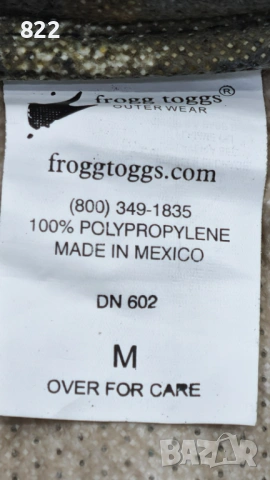 822
frogg toggs®
OUTERWEAR
froggtoggs.com
(800) 349-1835
100% POLYPROPYLENE
MADE IN MEXICO
DN 602
M
OVER FOR CARE
BAZAR